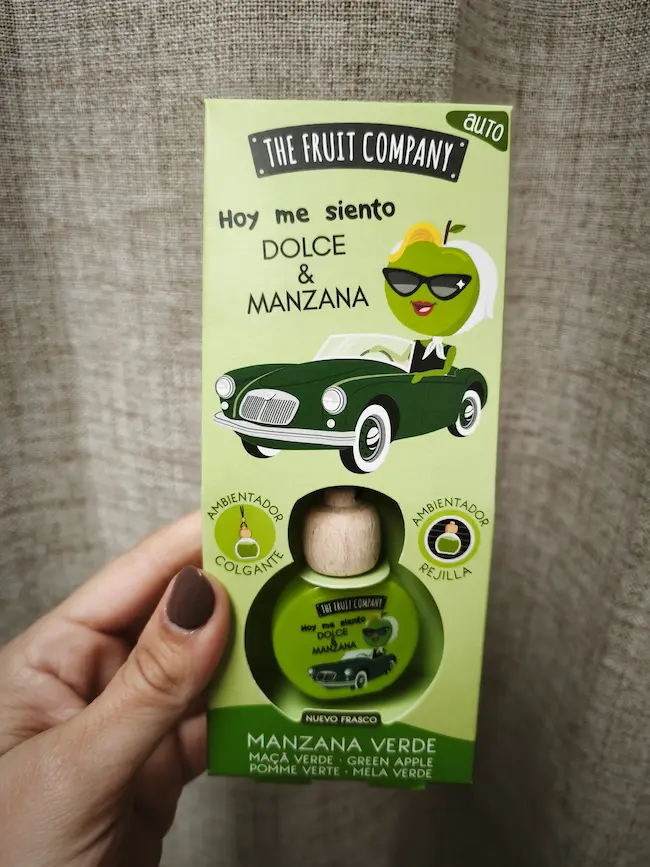 AUTO
THE FRUIT COMPANY
Hoy me siento
DOLCE
&
MANZANA
AMBIENTADOR
COLGANTE
AMBIENTADOR
REJILLA
THE FRUIT COMPANY
Hoy me siento
DOLCE
&
MANZANA
NUEVO FRASCO
MANZANA VERDE
MAÇÃ VERDE · GREEN APPLE
POMME VERTE · MELA VERDE